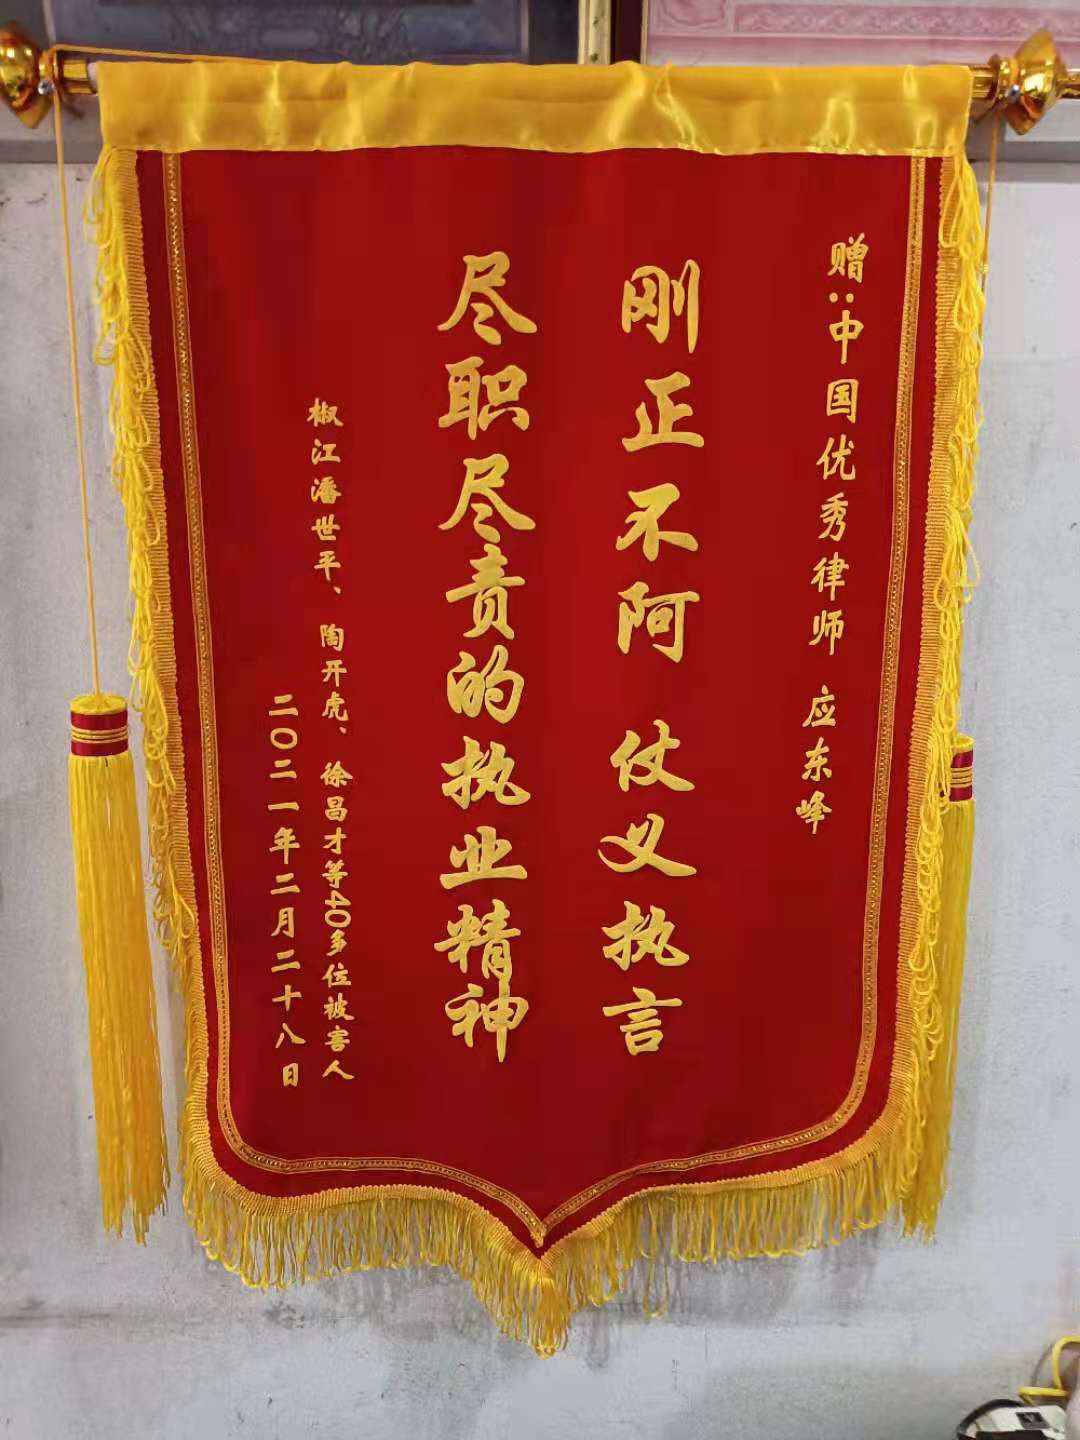 赠:中国优秀律师 应东峰
刚正不阿 仗义执言
尽职尽责的执业精神
椒江潘世平、陶开虎、徐昌才等40多位被害人
二〇二一年二月二十八日